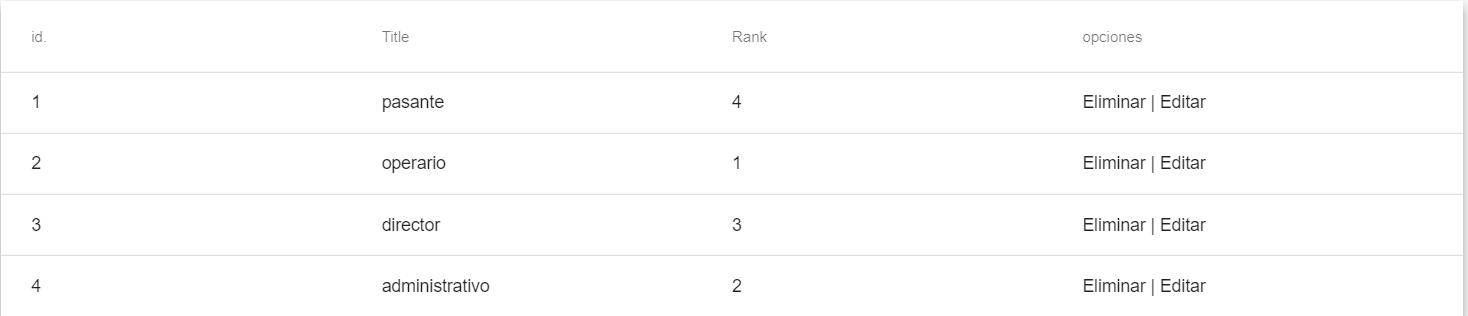 id. Title Rank opciones
1 pasante 4 Eliminar | Editar
2 operario 1 Eliminar | Editar
3 director 3 Eliminar | Editar
4 administrativo 2 Eliminar | Editar